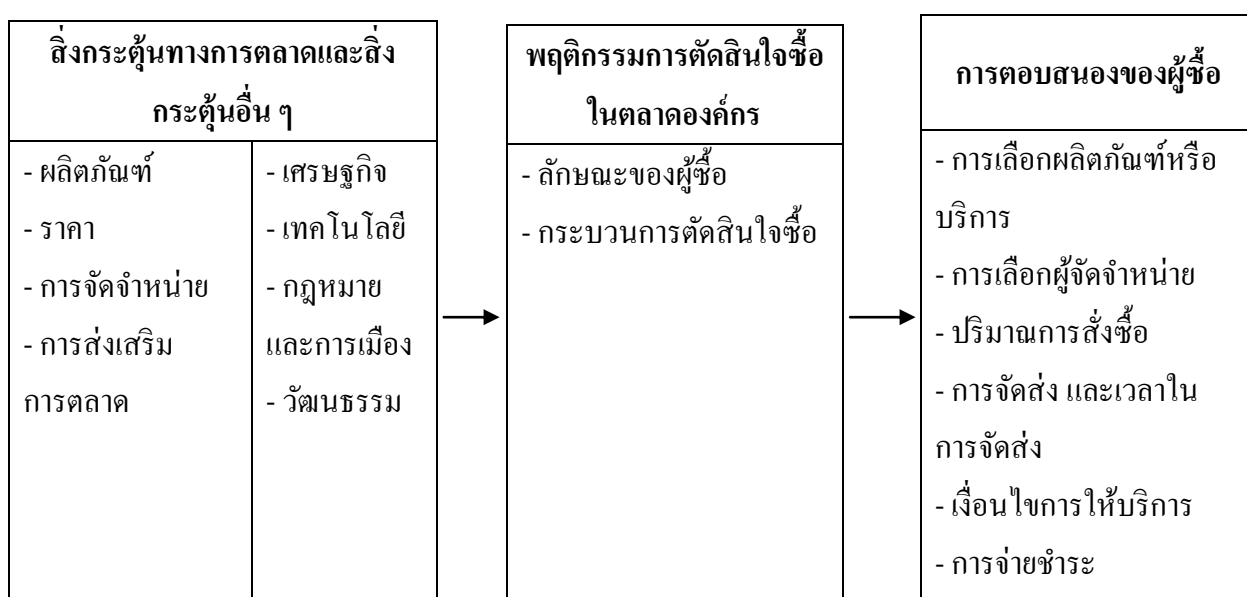 สิ่งกระตุ้นทางการตลาดและสิ่ง
กระตุ้นอื่น ๆ
- ผลิตภัณฑ์
- ราคา
- การจัดจำหน่าย
- การส่งเสริม
การตลาด
- เศรษฐกิจ
- เทคโนโลยี
- กฎหมาย
และการเมือง
- วัฒนธรรม
พฤติกรรมการตัดสินใจซื้อ
ในตลาดองค์กร
- ลักษณะของผู้ซื้อ
- กระบวนการตัดสินใจซื้อ
การตอบสนองของผู้ซื้อ
- การเลือกผลิตภัณฑ์หรือ
บริการ
- การเลือกผู้จัดจำหน่าย
- ปริมาณการสั่งซื้อ
- การจัดส่ง และเวลาใน
การจัดส่ง
- เงื่อนไขการให้บริการ
- การจ่ายชำระ